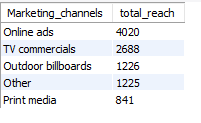 Marketing_channels total_reach
Online ads 4020
TV commercials 2688
Outdoor billboards 1226
Other 1225
Print media 841